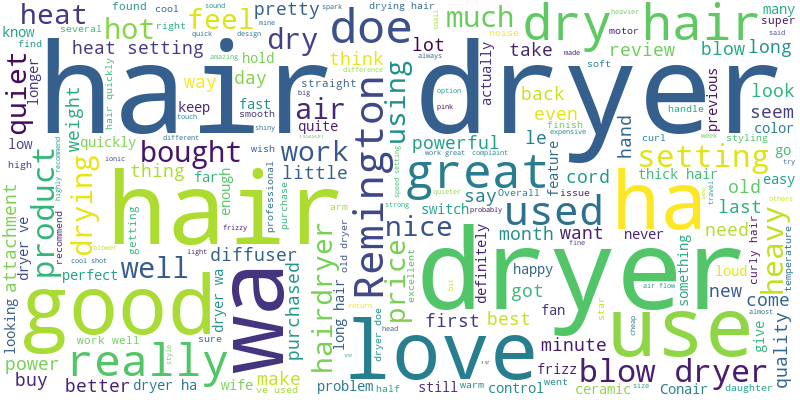 hair dryer
hair
dryer
good
love
use
ha
wa
great
used
Remington
really
dry hair
doe
bought
air
work
nice
well
setting
blow dryer
product
drying
quiet
heavy
price
hairdryer
using
heat
hot
feel
dry
pretty
much
lot
take
review
blow
long
many
super
know
found
cool
right
drying hair
sound
mine
quick
design
spark
noise
small
motor
heavier
said
find
several
heat setting
hold
think
way
day
longer
weight
hair quickly
amazing
straight
difference
always
actually
made
soft
look
back
even
option
pink
finish
expensive
handle
previous
seem
color
keep
fast
smooth
big
quite
touch
shiny
different
quickly
low
high
ionic
wish
professional
reason
powerful
le
feature
hand
curl
styling
week
go
try
easy
work great
complaint
quieter
thick hair
old
last
travel
others
temperature
thing
far
enough
little
say
Overall
issue
cord
switch
strong
probably
month
want
never
need
loud
curly hair
something
attachment
recommend
highly recommend
dryer ve
getting
frizzy
arm
purchase
diffuser
purchased
light
long hair
old dryer
excellent
speed setting
definitely
happy
got
fine
new
come
quality
air flow
almost
perfect
cool shot
blower
dryer wa
looking
power
work well
sure
return
star
cheap
first
best
fan
bit
minute
frizz
give
buy
better
style
dryer ha
wife
make
ve used
problem
half
dryer doe
head
still
warm
control
went
ceramic
size
Conair
daughter